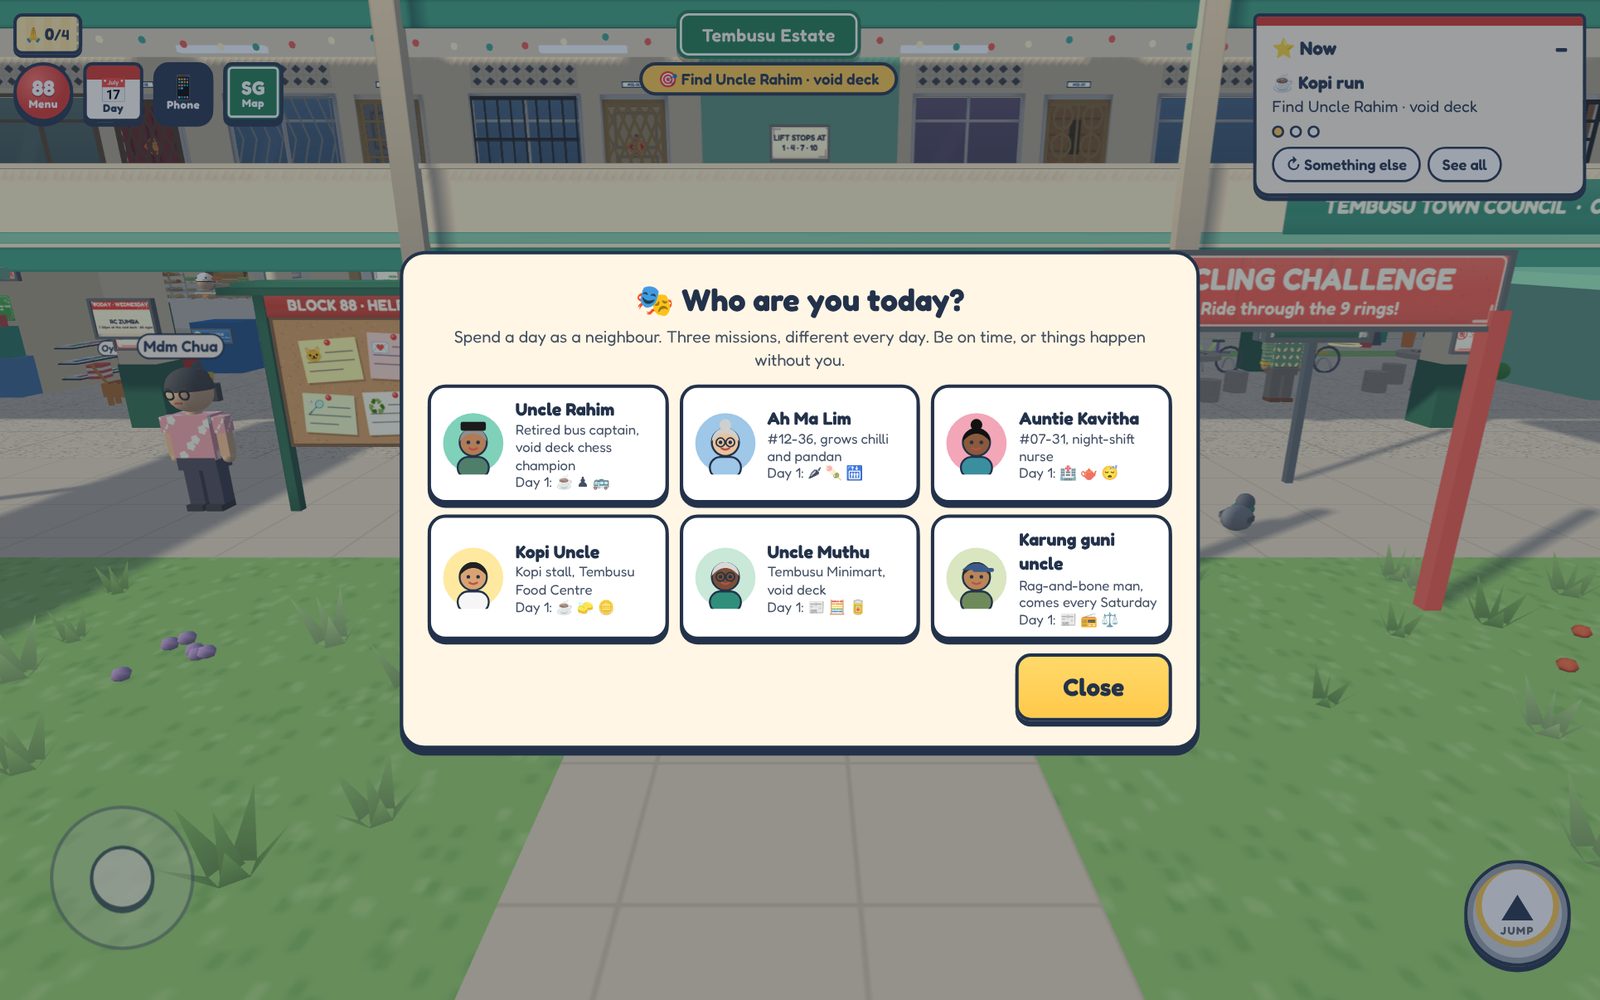 0/4
88
Menu
July
17
Day
Phone
SG
Map
Tembusu Estate
Find Uncle Rahim · void deck
LIFT STOPS AT
1 · 4 · 7 · 10
Now
Kopi run
Find Uncle Rahim · void deck
Something else
See all
TEMBUSU TOWN COUNCIL · C
BLOCK 88 · HEL
TODAY · WEDNESDAY
RC ZUMBA
Mdm Chua
CLING CHALLENGE
Ride through the 9 rings!
Who are you today?
Spend a day as a neighbour. Three missions, different every day. Be on time, or things happen
without you.
Uncle Rahim
Retired bus captain,
void deck chess
champion
Day 1:
Ah Ma Lim
#12-36, grows chilli
and pandan
Day 1:
Auntie Kavitha
#07-31, night-shift
nurse
Day 1:
Kopi Uncle
Kopi stall, Tembusu
Food Centre
Day 1:
Uncle Muthu
Tembusu Minimart,
void deck
Day 1:
Karung guni
uncle
Rag-and-bone man,
comes every Saturday
Day 1:
Close
JUMP